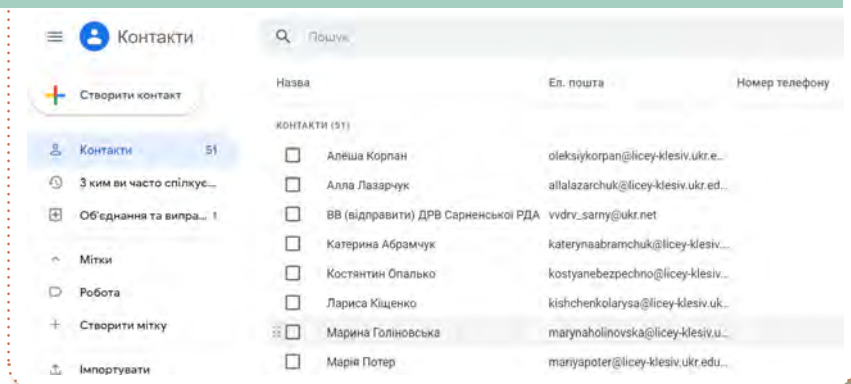 Контакти
Пошук
Створити контакт
Назва Ел. пошта Номер телефону
КОНТАКТИ (51)
Контакти 51
Алеша Корпан oleksiykorpan@licey-klesiv.ukr.e...
З ким ви часто спілкує...
Алла Лазарчук allalazarchuk@licey-klesiv.ukr.ed...
Об'єднання та випра... 1
ВВ (відправити) ДРВ Сарненської РДА vvdrv_sarny@ukr.net
Катерина Абрамчук katerynaabramchuk@licey-klesiv....
Мітки
Костянтин Опалько kostyanebezpechno@licey-klesiv...
Робота
Лариса Кіщенко kishchenkolarysa@licey-klesiv.uk...
Створити мітку
Марина Голіновська marynaholinovska@licey-klesiv.u...
Марія Потер mariyapoter@licey-klesiv.ukr.edu...
Імпортувати